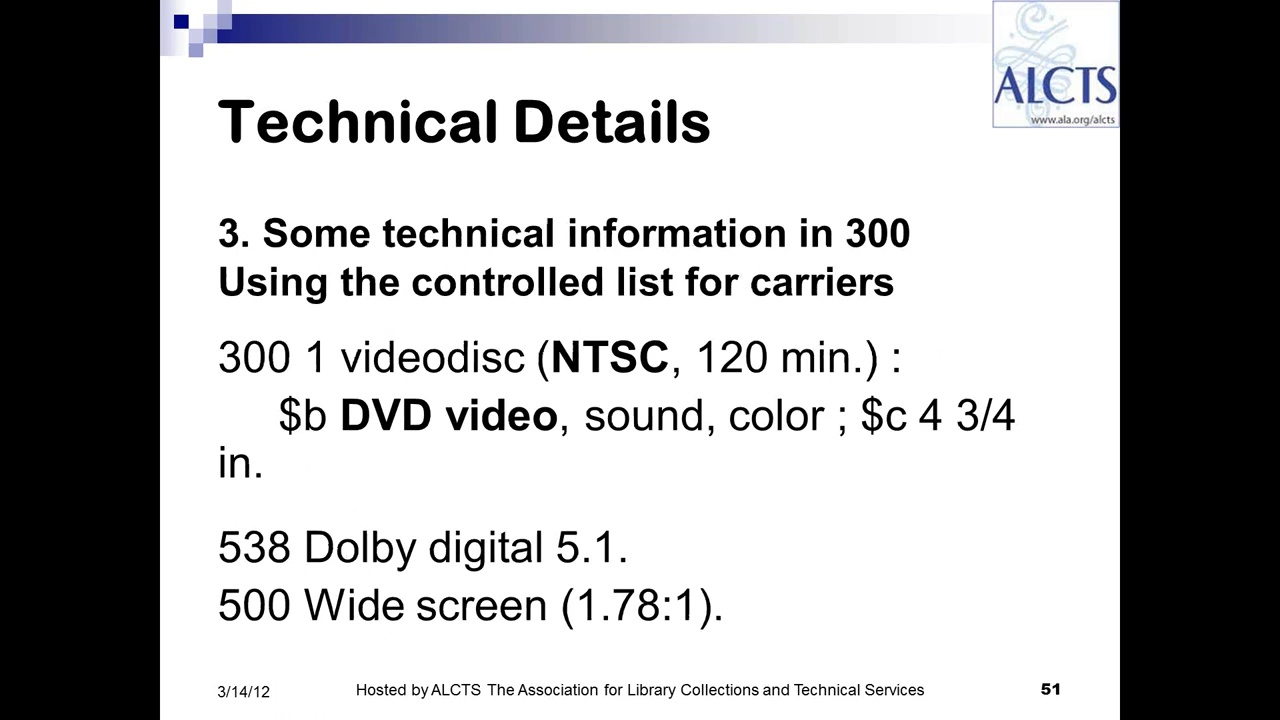 ALCTS
www.ala.org/alcts
Technical Details
3. Some technical information in 300
Using the controlled list for carriers
300 1 videodisc (NTSC, 120 min.) :
$b DVD video, sound, color ; $c 4 3/4
in.
538 Dolby digital 5.1.
500 Wide screen (1.78:1).
3/14/12
Hosted by ALCTS The Association for Library Collections and Technical Services
51